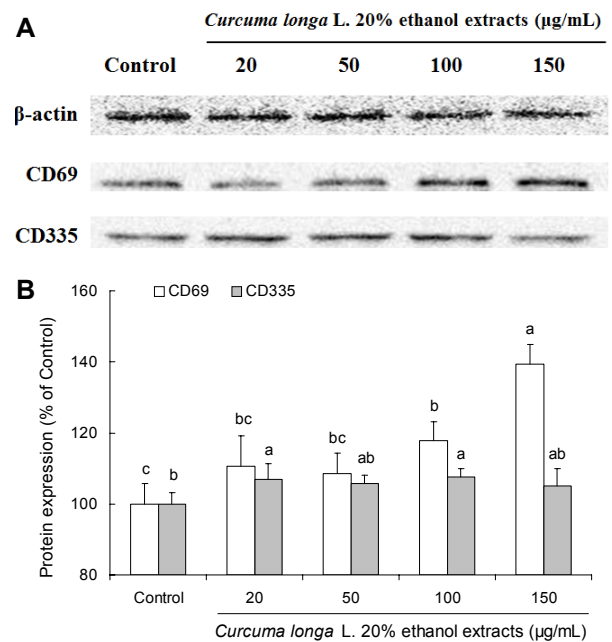 A
Curcuma longa L. 20% ethanol extracts (μg/mL)
Control 20 50 100 150
β-actin
CD69
CD335
B
160
CD69 CD335
140
120
100
80
Protein expression (% of Control)
c b bc a bc ab b a a ab
Control 20 50 100 150
Curcuma longa L. 20% ethanol extracts (μg/mL)